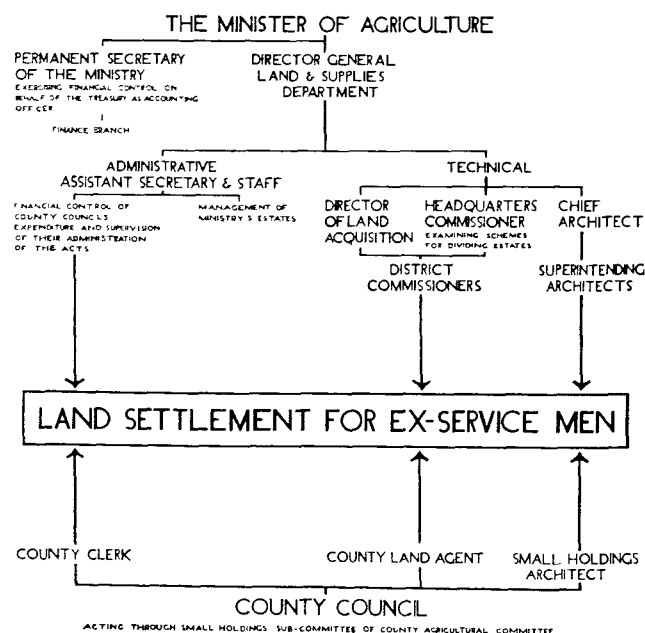 THE MINISTER OF AGRICULTURE
PERMANENT SECRETARY
OF THE MINISTRY
EXERCISING FINANCIAL CONTROL ON
BEHALF OF THE TREASURY AS ACCOUNTING
OFFICER
FINANCE BRANCH
DIRECTOR GENERAL
LAND & SUPPLIES
DEPARTMENT
ADMINISTRATIVE
ASSISTANT SECRETARY & STAFF
TECHNICAL
FINANCIAL CONTROL OF
COUNTY COUNCILS
EXPENDITURE AND SUPERVISION
OF THEIR ADMINISTRATION
OF THE ACTS
MANAGEMENT OF
MINISTRY'S ESTATES
DIRECTOR
OF LAND
ACQUISITION
HEADQUARTERS
COMMISSIONER
EXAMINING SCHEMES
FOR DIVIDING ESTATES
CHIEF
ARCHITECT
DISTRICT
COMMISSIONERS
SUPERINTENDING
ARCHITECTS
LAND SETTLEMENT FOR EX-SERVICE MEN
COUNTY CLERK
COUNTY LAND AGENT
SMALL HOLDINGS
ARCHITECT
COUNTY COUNCIL
ACTING THROUGH SMALL HOLDINGS SUB-COMMITTEE OF COUNTY AGRICULTURAL COMMITTEE